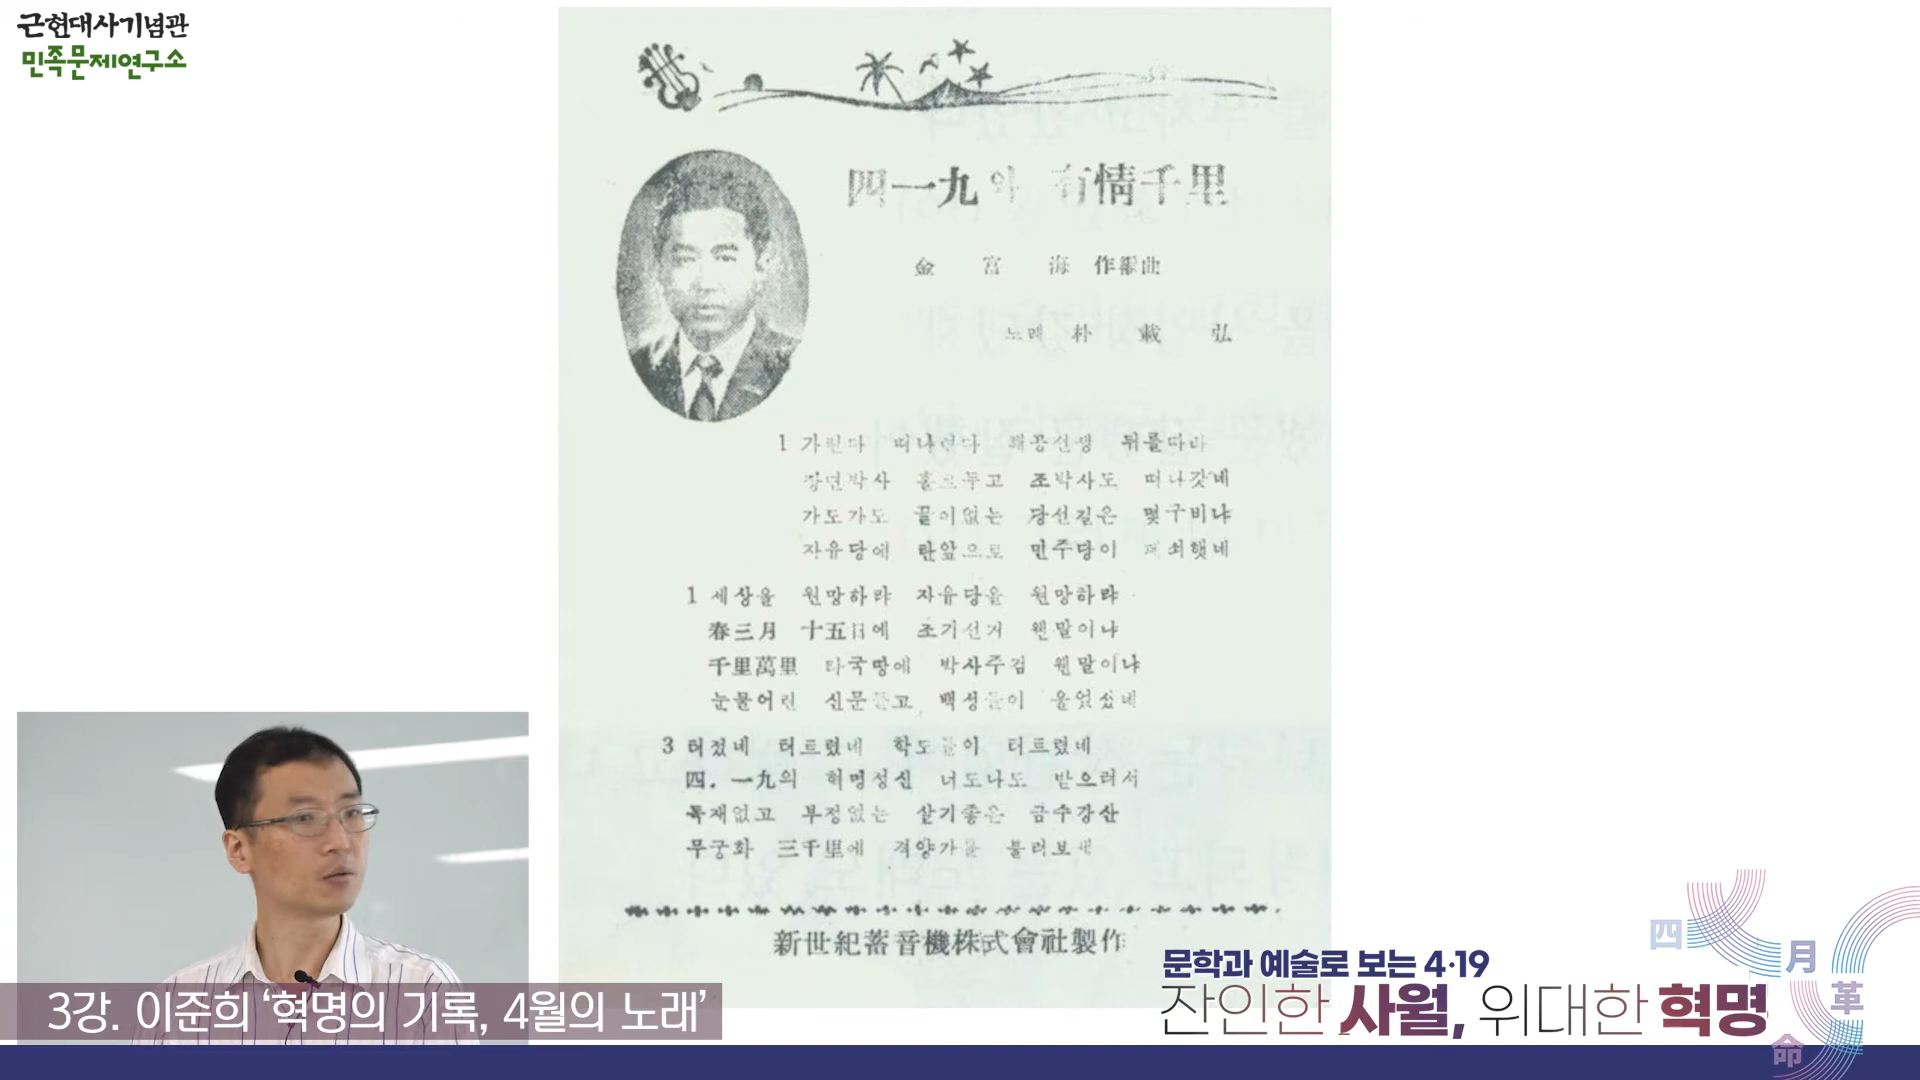 근현대사기념관
민족문제연구소
四一九와 有情千里
金富海 作編曲
노래 朴載弘
1 가련다 떠나련다 해공선생 뒤를따라
장면박사 홀로두고 조박사도 떠나갓네
가도가도 끝이없는 당선길은 몇구비냐
자유당에 탄앞으로 민주당이 폐쇠햇네
1 세상을 원망하랴 자유당을 원망하랴
春三月 十五日에 조기선거 웬말이냐
千里萬里 타국땅에 박사주검 웬말이냐
눈물어린 신문들고 백성들이 울었섰네
3 터졌네 터트렸네 학도들이 터트렸네
四.一九의 혁명정신 너도나도 받으러서
독재없고 부정없는 살기좋은 금수강산
무궁화 三千里에 격양가를 불러보세
新世紀蓄音機株式會社製作
3강. 이준희 ‘혁명의 기록, 4월의 노래’
문학과 예술로 보는 4·19
잔인한 사월, 위대한 혁명
四月革命